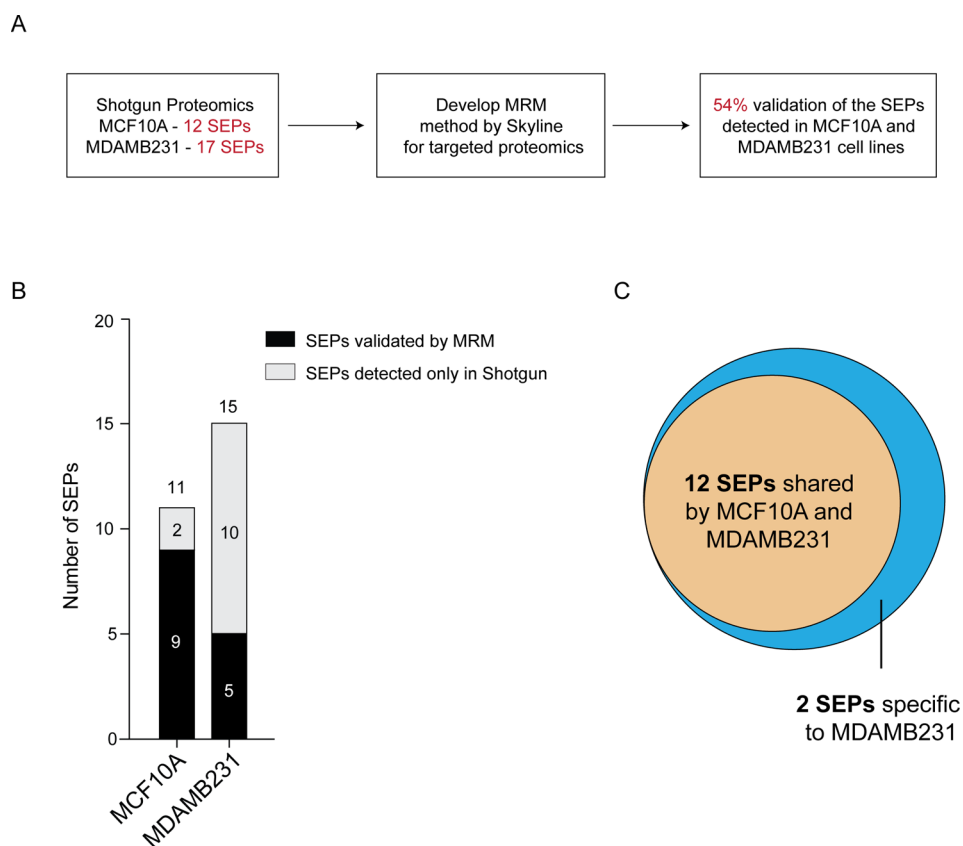 A
Shotgun Proteomics
MCF10A - 12 SEPs
MDAMB231 - 17 SEPs
Develop MRM
method by Skyline
for targeted proteomics
54% validation of the SEPs
detected in MCF10A and
MDAMB231 cell lines
B
Number of SEPs
20
15
10
5
0
11
2
9
15
10
5
MCF10A
MDAMB231
SEPs validated by MRM
SEPs detected only in Shotgun
C
12 SEPs shared
by MCF10A and
MDAMB231
2 SEPs specific
to MDAMB231